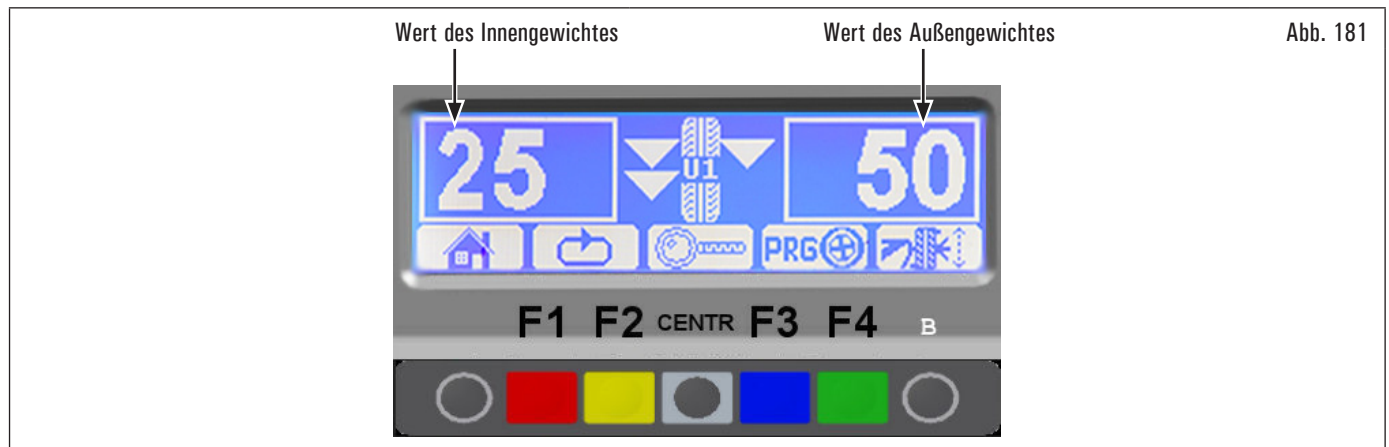 Wert des Innengewichtes Wert des Außengewichtes Abb. 181
25 U1 50
PRG
F1 F2 CENTR F3 F4 B